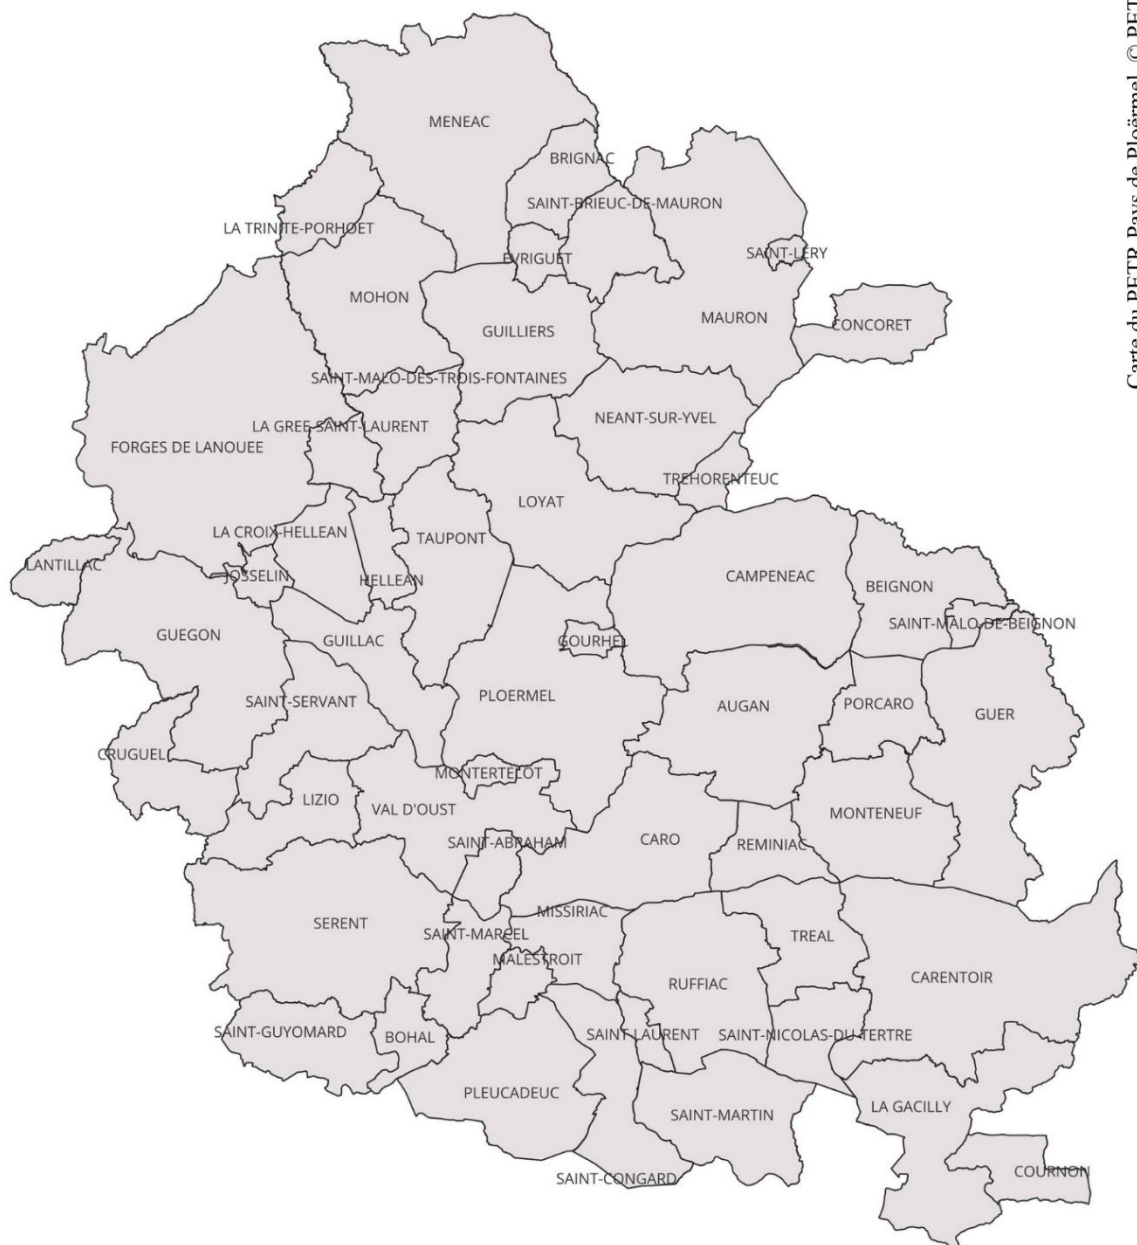 MENEAC
BRIGNAC
SAINT-BRIEUC-DE-MAURON
LA TRINITE-PORHOET
EVRIGUET
SAINT-LERY
MOHON
MAURON
CONCORET
GUILLIERS
SAINT-MALO-DES-TROIS-FONTAINES
LA GREE-SAINT-LAURENT
NEANT-SUR-YVEL
FORGES DE LANOUEE
TREHORENTEUC
LOYAT
LA CROIX-HELLEAN
TAUPONT
LANTILLAC
JOSSELIN
HELLEAN
CAMPENEAC
BEIGNON
SAINT-MALO-DE-BEIGNON
GUEGON
GUILLAC
GOURHEL
SAINT-SERVANT
PLOERMEL
AUGAN
PORCARO
GUER
CRUGUEL
MONTERTELOT
LIZIO
VAL D'OUST
MONTENEUF
SAINT-ABRAHAM
CARO
REMINIAC
MISSIRIAC
SERENT
SAINT-MARCEL
TREAL
MALESTROIT
CARENTOIR
RUFFIAC
SAINT-GUYOMARD
BOHAL
SAINT-LAURENT
SAINT-NICOLAS-DU-TERTRE
PLEUCADEUC
SAINT-MARTIN
LA GACILLY
SAINT-CONGARD
COURNON
Carte du PETR Pays de Ploërmel © PET